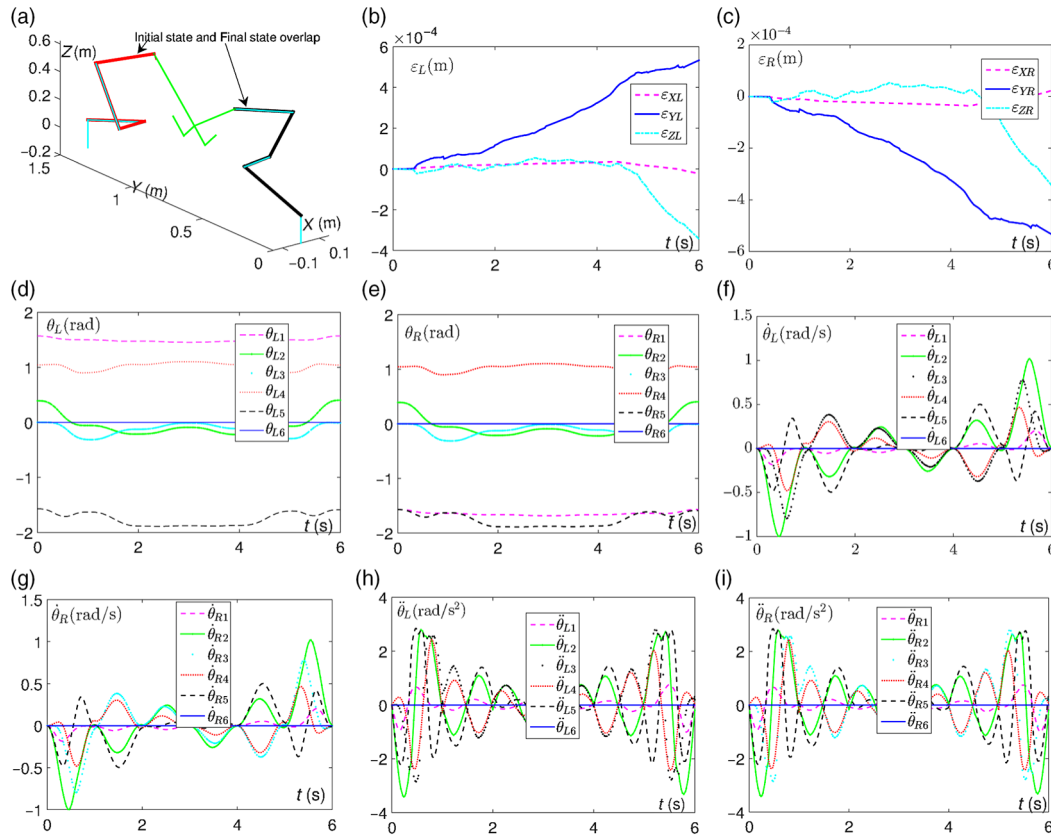 (a)
Initial state and Final state overlap
Z (m)
0.6
0.4
0.2
0
−0.2
1.5
Y (m)
1
0.5
0
X (m)
0.1
−0.1
(b)
×10⁻⁴
6
4
2
0
−2
−4
ε_L(m)
ε_XL
ε_YL
ε_ZL
t (s)
0 2 4 6
(c)
×10⁻⁴
2
0
−2
−4
−6
ε_R(m)
ε_XR
ε_YR
ε_ZR
t (s)
0 2 4 6
(d)
2
1
0
−1
−2
θ_L(rad)
θ_L1
θ_L2
θ_L3
θ_L4
θ_L5
θ_L6
t (s)
0 2 4 6
(e)
2
1
0
−1
−2
θ_R(rad)
θ_R1
θ_R2
θ_R3
θ_R4
θ_R5
θ_R6
t (s)
0 2 4 6
(f)
1.5
1
0.5
0
−0.5
−1
θ̇_L(rad/s)
θ̇_L1
θ̇_L2
θ̇_L3
θ̇_L4
θ̇_L5
θ̇_L6
t (s)
0 2 4 6
(g)
1.5
1
0.5
0
−0.5
−1
θ̇_R(rad/s)
θ̇_R1
θ̇_R2
θ̇_R3
θ̇_R4
θ̇_R5
θ̇_R6
t (s)
0 2 4 6
(h)
4
2
0
−2
−4
θ̈_L(rad/s²)
θ̈_L1
θ̈_L2
θ̈_L3
θ̈_L4
θ̈_L5
θ̈_L6
t (s)
0 2 4 6
(i)
4
2
0
−2
−4
θ̈_R(rad/s²)
θ̈_R1
θ̈_R2
θ̈_R3
θ̈_R4
θ̈_R5
θ̈_R6
t (s)
0 2 4 6